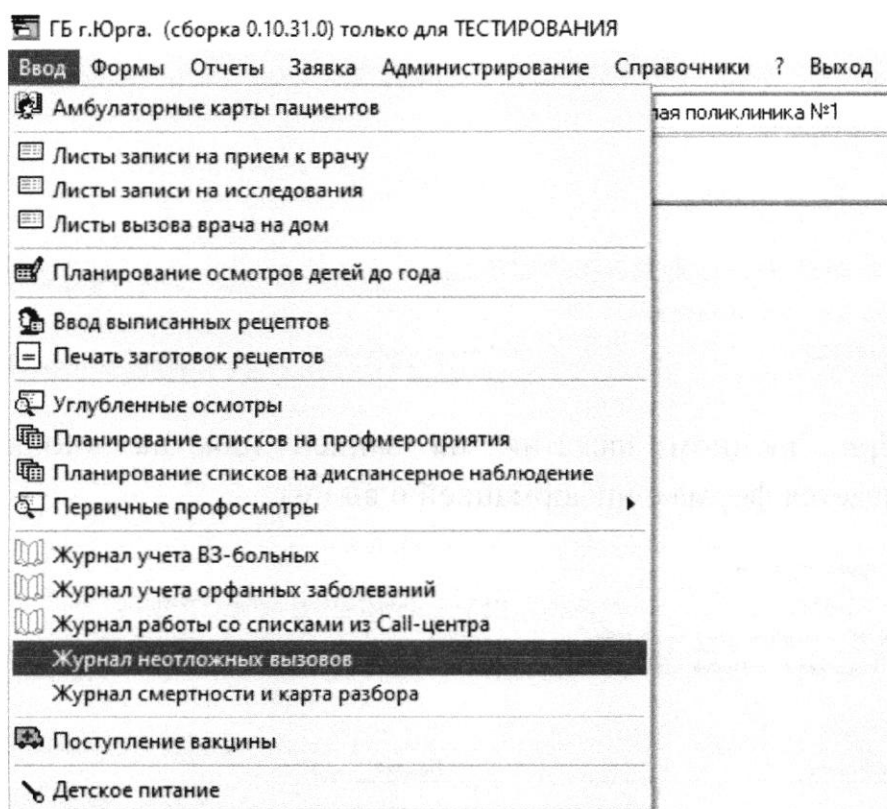 ГБ г.Юрга. (сборка 0.10.31.0) только для ТЕСТИРОВАНИЯ
Ввод Формы Отчеты Заявка Администрирование Справочники ? Выход
Амбулаторные карты пациентов
лая поликлиника №1
Листы записи на прием к врачу
Листы записи на исследования
Листы вызова врача на дом
Планирование осмотров детей до года
Ввод выписанных рецептов
Печать заготовок рецептов
Углубленные осмотры
Планирование списков на профмероприятия
Планирование списков на диспансерное наблюдение
Первичные профосмотры
Журнал учета ВЗ-больных
Журнал учета орфанных заболеваний
Журнал работы со списками из Call-центра
Журнал неотложных вызовов
Журнал смертности и карта разбора
Поступление вакцины
Детское питание